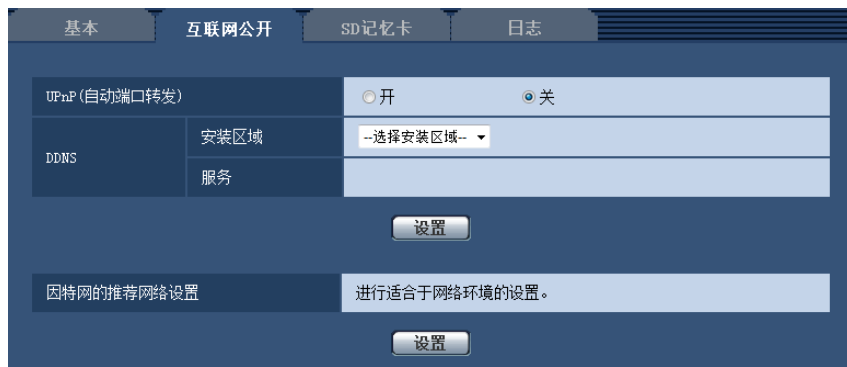 基本 互联网公开 SD记忆卡 日志
UPnP(自动端口转发) 开 关
DDNS 安装区域 --选择安装区域--
服务
设置
因特网的推荐网络设置 进行适合于网络环境的设置。
设置